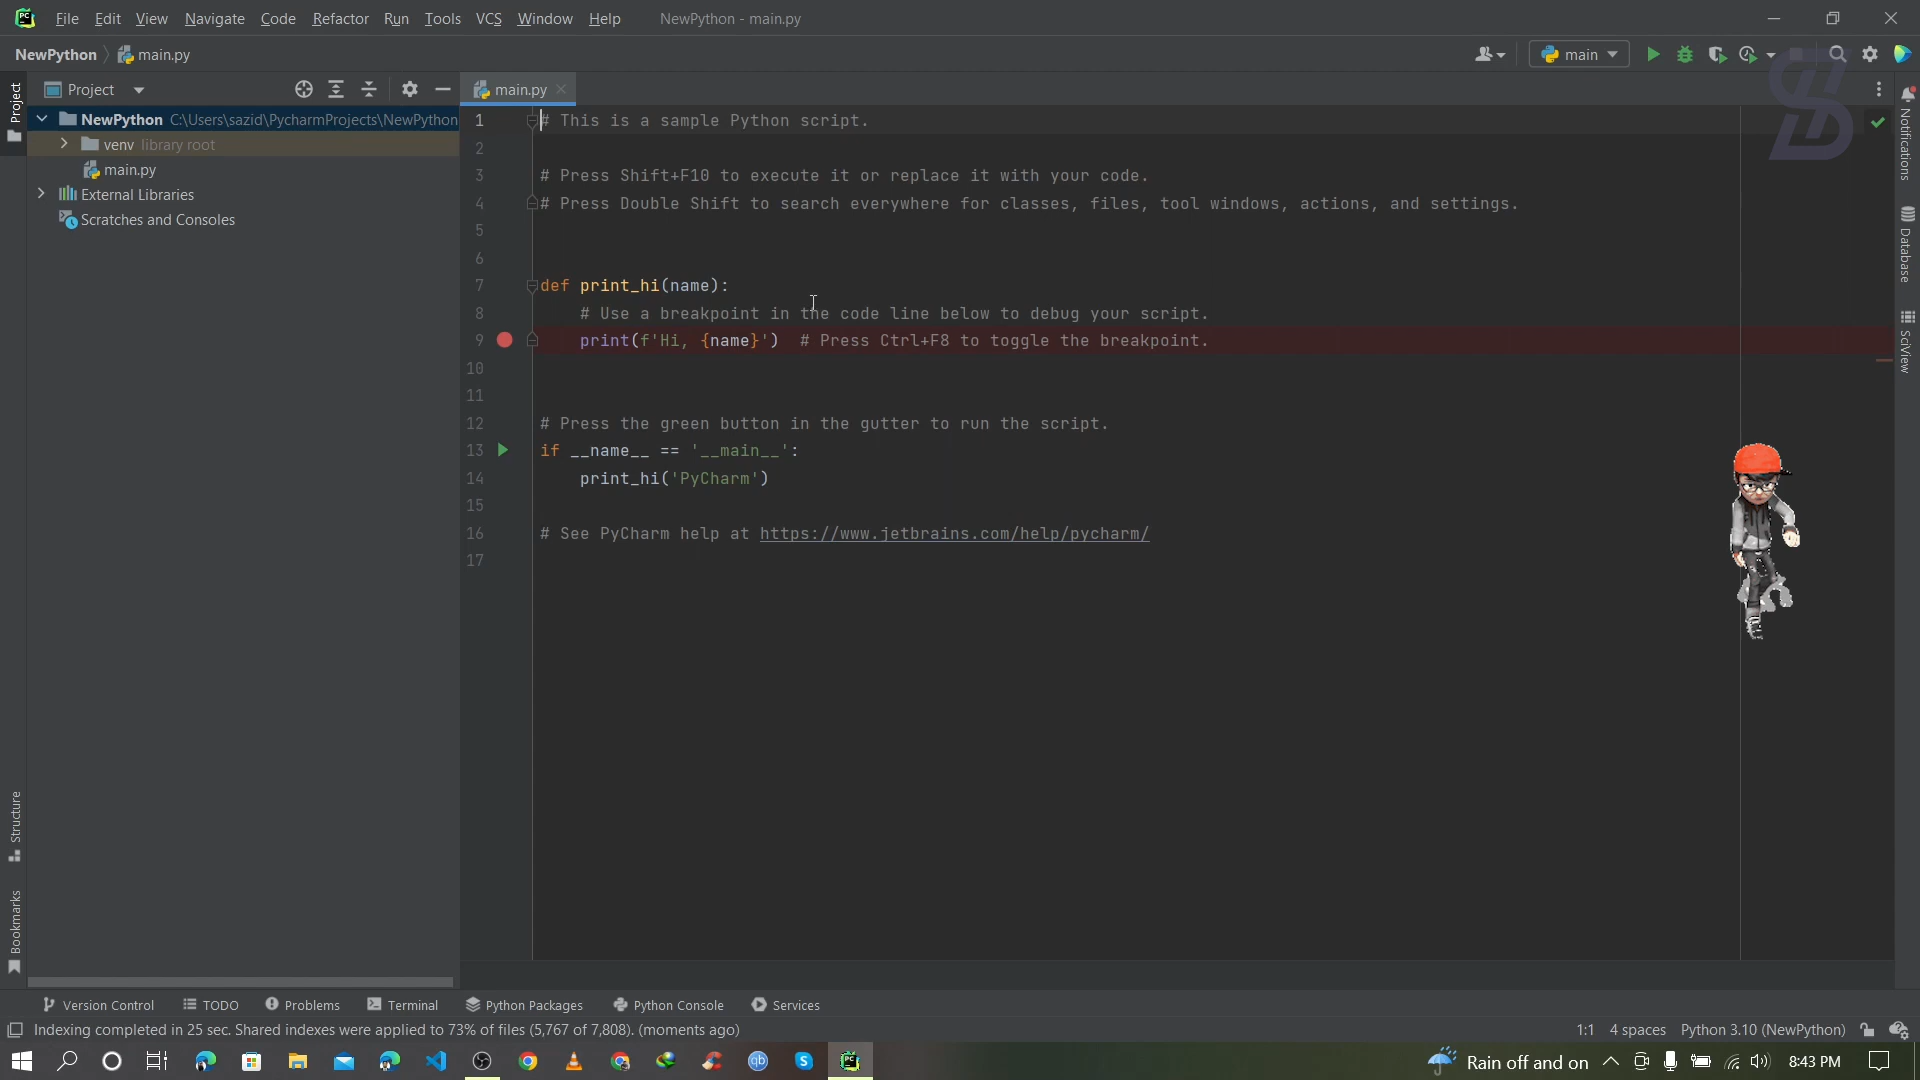 PC File Edit View Navigate Code Refactor Run Tools VCS Window Help NewPython - main.py
NewPython main.py main
Project main.py
NewPython C:\Users\sazid\PycharmProjects\NewPython
venv library root
main.py
External Libraries
Scratches and Consoles
Project
Structure
Bookmarks
1 # This is a sample Python script.
2
3 # Press Shift+F10 to execute it or replace it with your code.
4 # Press Double Shift to search everywhere for classes, files, tool windows, actions, and settings.
5
6
7 def print_hi(name):
8 # Use a breakpoint in the code line below to debug your script.
9 print(f'Hi, {name}') # Press Ctrl+F8 to toggle the breakpoint.
10
11
12 # Press the green button in the gutter to run the script.
13 if __name__ == '__main__':
14 print_hi('PyCharm')
15
16 # See PyCharm help at https://www.jetbrains.com/help/pycharm/
17
Notifications
Database
SciView
Version Control TODO Problems Terminal Python Packages Python Console Services
Indexing completed in 25 sec. Shared indexes were applied to 73% of files (5,767 of 7,808). (moments ago) 1:1 4 spaces Python 3.10 (NewPython)
qb S PC Rain off and on 8:43 PM